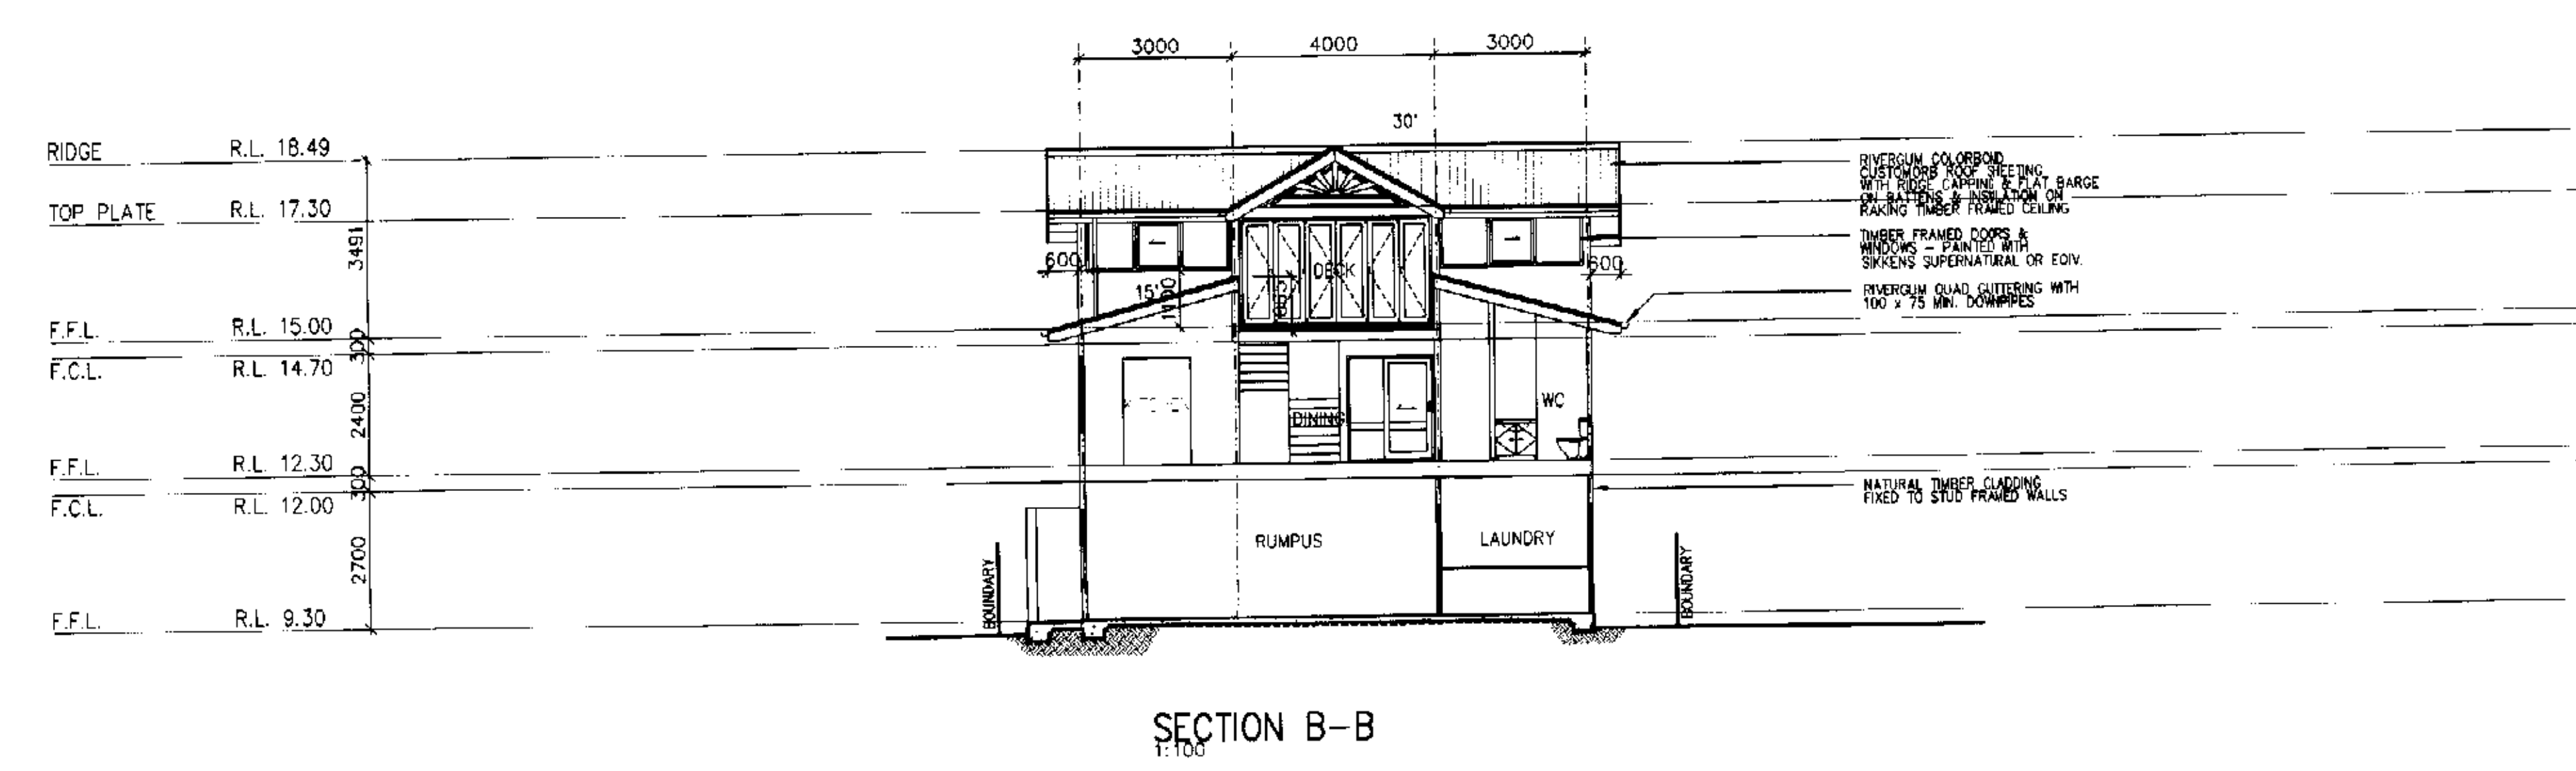 3000 4000 3000
30'
RIDGE R.L. 18.49
TOP PLATE R.L. 17.30
3491
F.F.L. R.L. 15.00
300
F.C.L. R.L. 14.70
2400
F.F.L. R.L. 12.30
300
F.C.L. R.L. 12.00
2700
F.F.L. R.L. 9.30
600
DECK
600
15'
DINING
WC
RUMPUS
LAUNDRY
BOUNDARY
BOUNDARY
RIVERGUM COLORBOND
CUSTOMORB ROOF SHEETING
WITH RIDGE CAPPING & FLAT BARGE
ON BATTENS & INSULATION ON
RAKING TIMBER FRAMED CEILING
TIMBER FRAMED DOORS &
WINDOWS – PAINTED WITH
SIKKENS SUPERNATURAL OR EQIV.
RIVERGUM QUAD GUTTERING WITH
100 x 75 MIN. DOWNPIPES
NATURAL TIMBER CLADDING
FIXED TO STUD FRAMED WALLS
SECTION B–B
1:100